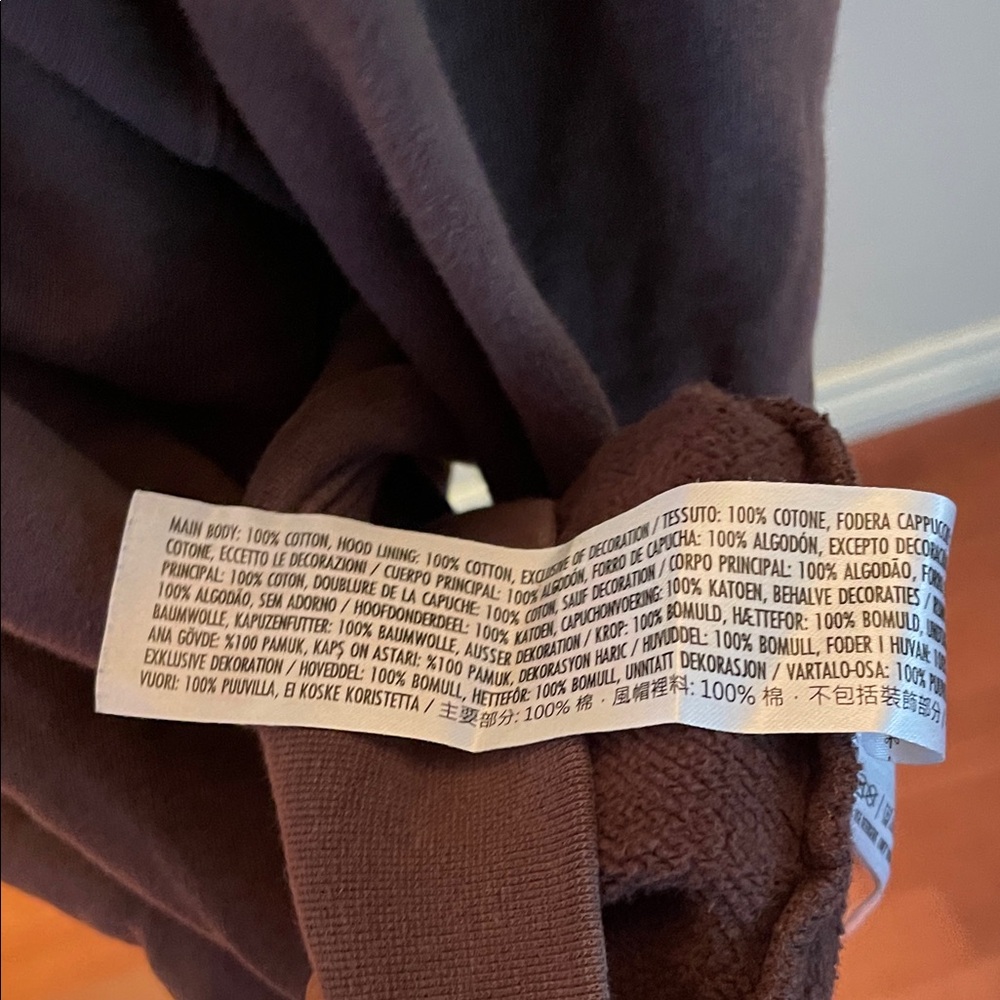 MAIN BODY: 100% COTTON, HOOD LINING: 100% COTTON, EXCLUSIVE OF DECORATION / TESSUTO: 100% COTONE, FODERA
COTONE, ECCETTO LE DECORAZIONI / CUERPO PRINCIPAL: 100% ALGODÓN, FORRO DE CAPUCHA: 100% ALGODÓN, EXCEPTO
PRINCIPAL: 100% COTON, DOUBLURE DE LA CAPUCHE: 100% COTON, SAUF DECORATION / CORPO PRINCIPAL: 100% ALGODÃO,
100% ALGODÃO, SEM ADORNO / HOOFDONDERDEEL: 100% KATOEN, CAPUCHONVOERING: 100% KATOEN, BEHALVE DECORATIES /
BAUMWOLLE, KAPUZENFUTTER: 100% BAUMWOLLE, AUSSER DEKORATION / KROP: 100% BOMULD, HÆTTEFOR: 100% BOMULD,
ANA GÖVDE: %100 PAMUK, KAPŞ ON ASTARI: %100 PAMUK, DEKORASYON HARIC / HUVUDDEL: 100% BOMULL, FODER I HUVAN:
EXKLUSIVE DEKORATION / HOVEDDEL: 100% BOMULL, HETTEFÔR: 100% BOMULL, UNNTATT DEKORASJON / VARTALO-OSA: 100%
VUORI: 100% PUUVILLA, EI KOSKE KORISTETTA / 主要部分: 100% 棉 · 風帽裡料: 100% 棉 · 不包括裝飾部分